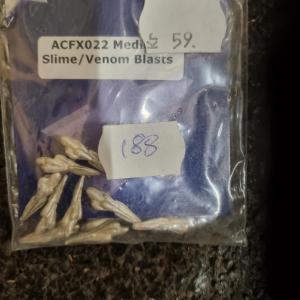 ACFX022 Medi
59.
Slime/Venom Blasts
188